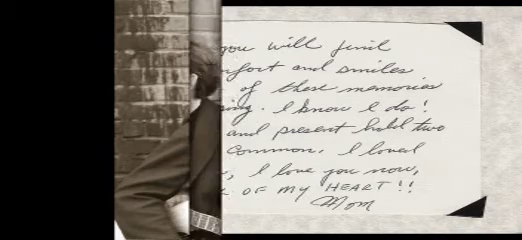 you will find
and smiles
of these memories
I know I do!
and present hold two
common. I loved
, I love you now,
OF MY HEART!!
Mom